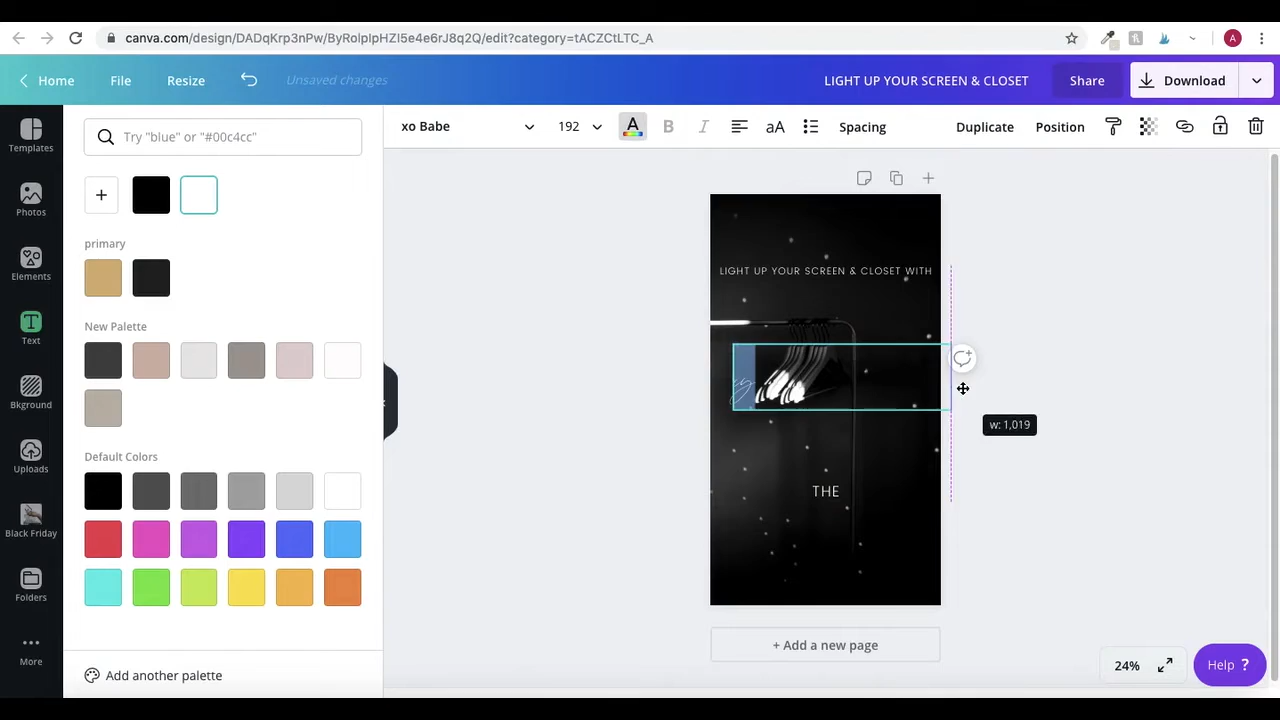 canva.com/design/DADqKrp3nPw/ByRolpIpHZI5e4e6rJ8q2Q/edit?category=tACZCtLTC_A
A
Home
File
Resize
Unsaved changes
LIGHT UP YOUR SCREEN & CLOSET
Share
Download
Templates
Photos
Elements
Text
Bkground
Uploads
Black Friday
Folders
More
Try "blue" or "#00c4cc"
primary
New Palette
Default Colors
Add another palette
xo Babe
192
A
B
I
aA
Spacing
Duplicate
Position
LIGHT UP YOUR SCREEN & CLOSET WITH
w: 1,019
THE
+ Add a new page
24%
Help ?